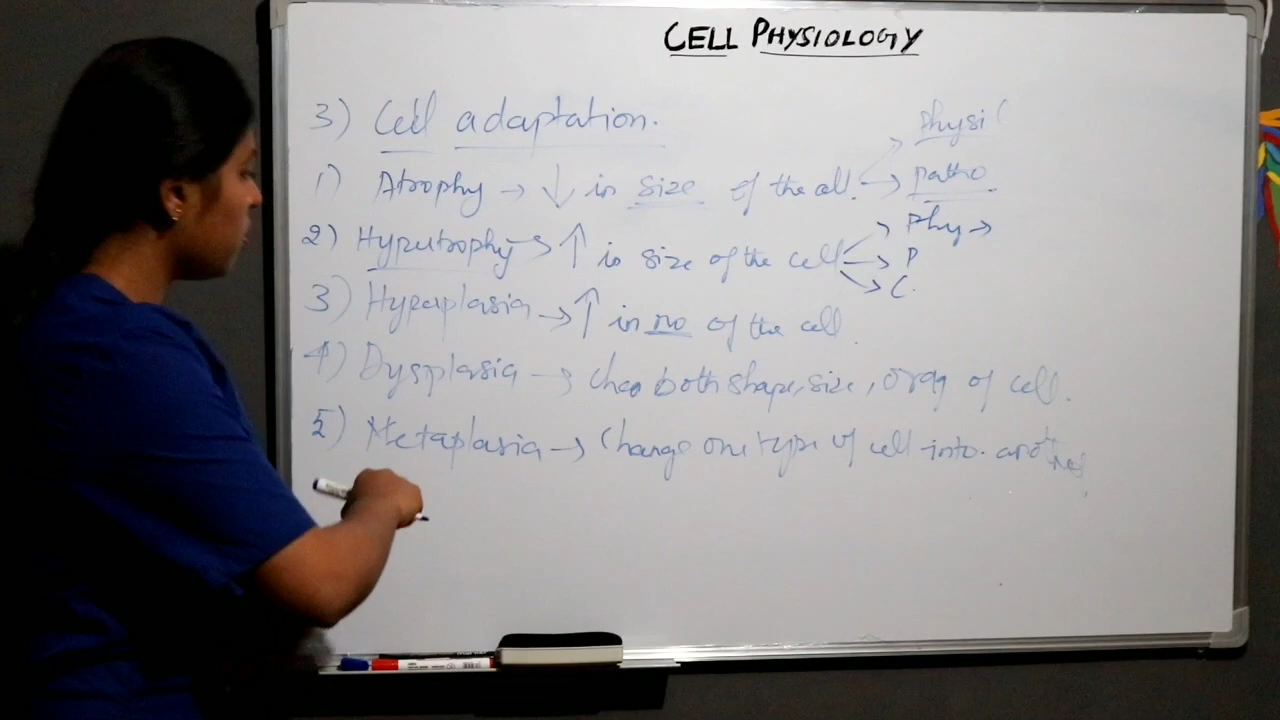 CELL PHYSIOLOGY
3) Cell adaptation.
1) Atrophy → ↓ in size of the cell. → physi (
→ patho
2) Hypertrophy → ↑ in size of the cell → Phy →
→ P
→ C.
3) Hyperplasia → ↑ in no of the cell
4) Dysplasia → both shape, size, orag of cell.
5) Metaplasia → Change one type of cell into another